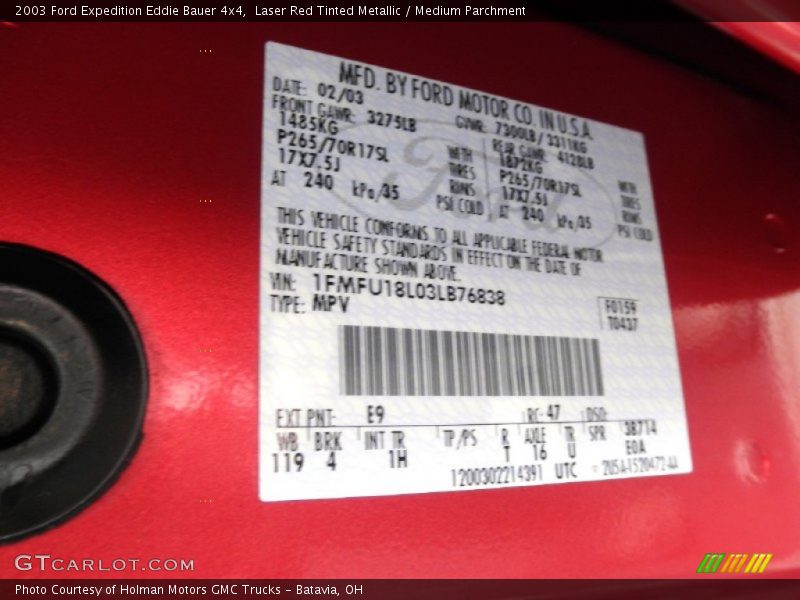 2003 Ford Expedition Eddie Bauer 4x4, Laser Red Tinted Metallic / Medium Parchment
MFD. BY FORD MOTOR CO. IN U.S.A.
DATE: 02/03 GVWR: 7300LB / 3311KG
FRONT GAWR: 3275LB REAR GAWR: 4128LB
1485KG WITH 1872KG WITH
P265/70R17SL TIRES P265/70R17SL TIRES
17X7.5J RIMS 17X7.5J RIMS
AT 240 kPa/35 PSI COLD AT 240 kPa/35 PSI COLD
THIS VEHICLE CONFORMS TO ALL APPLICABLE FEDERAL MOTOR
VEHICLE SAFETY STANDARDS IN EFFECT ON THE DATE OF
MANUFACTURE SHOWN ABOVE.
VIN: 1FMFU18L03LB76838
TYPE: MPV
F0159
T0437
EXT PNT: E9 RC: 47 DSO:
WB BRK INT TR TP/PS R AXLE TR SPR 38714
119 4 1H T 16 U EOA
1200302214391 UTC
GTCARLOT.COM
Photo Courtesy of Holman Motors GMC Trucks - Batavia, OH